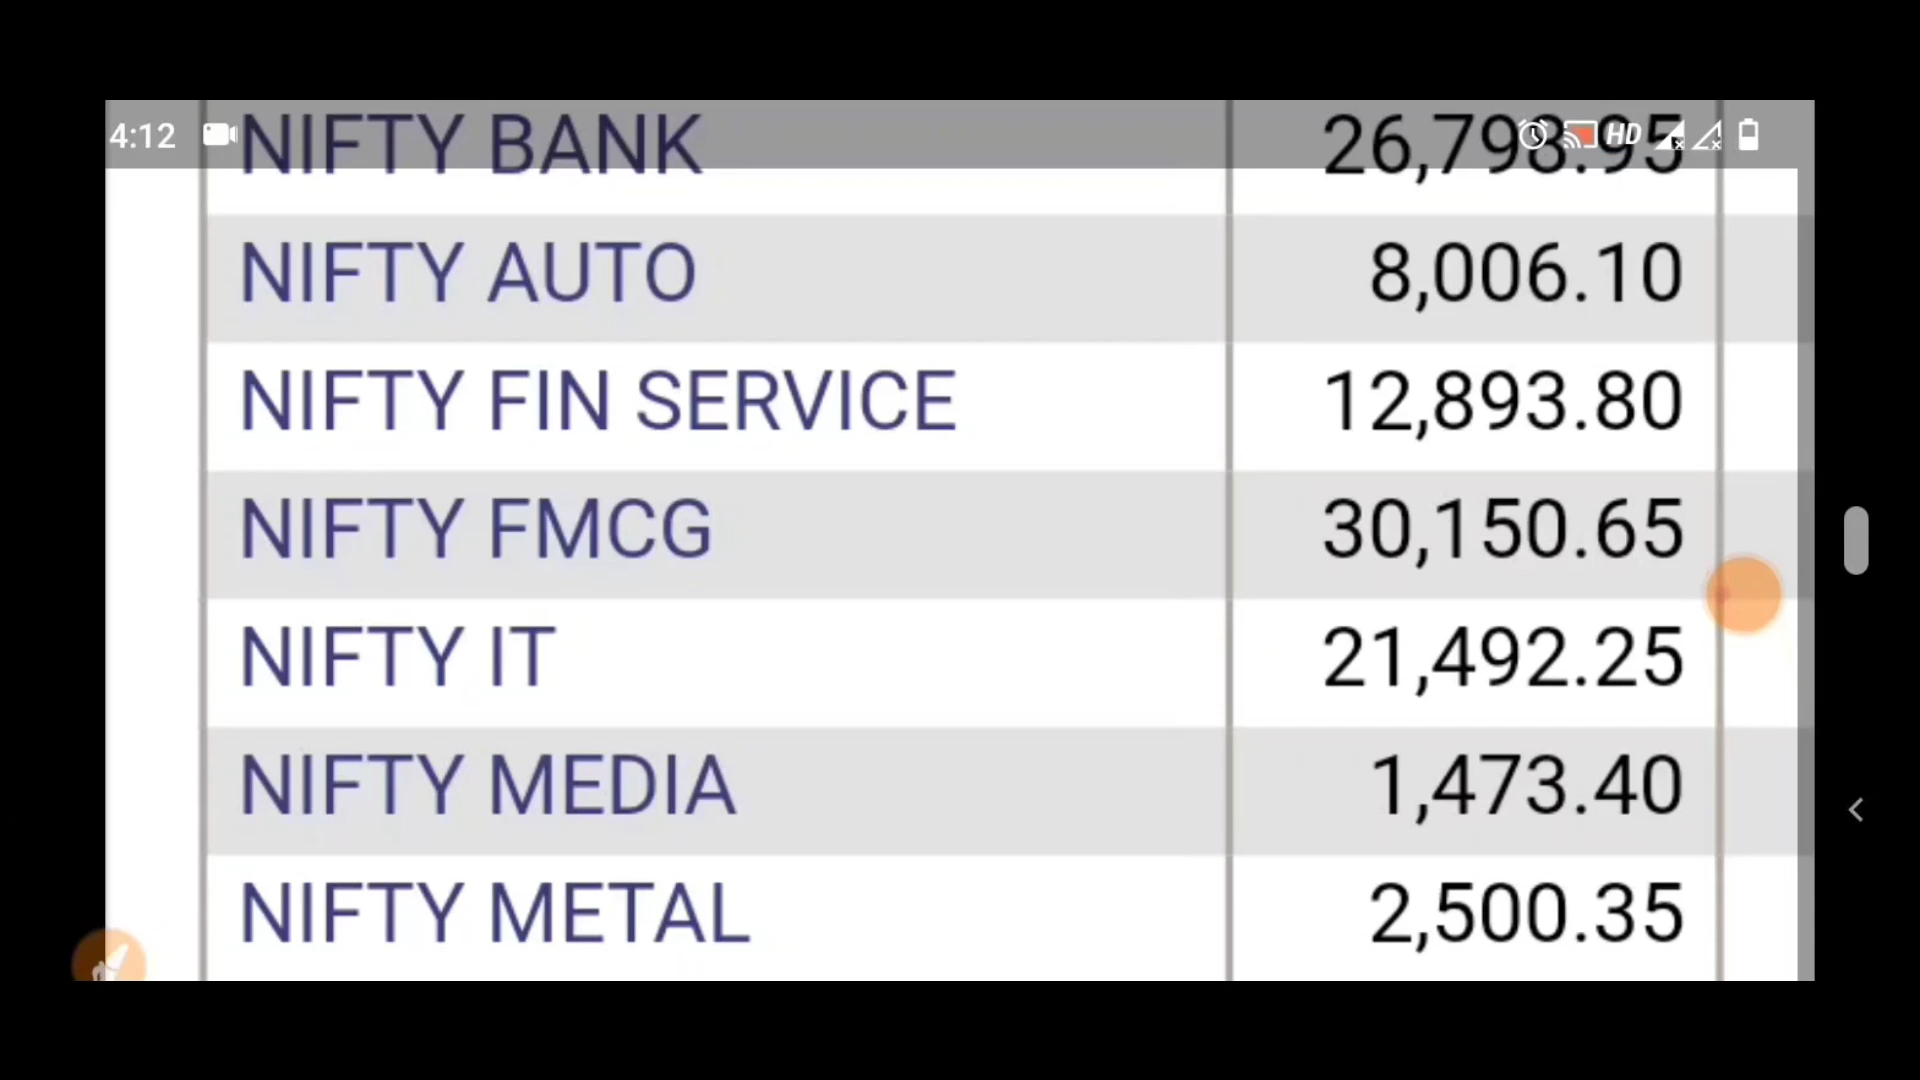 4:12 HD
NIFTY BANK 26,798.95
NIFTY AUTO 8,006.10
NIFTY FIN SERVICE 12,893.80
NIFTY FMCG 30,150.65
NIFTY IT 21,492.25
NIFTY MEDIA 1,473.40
NIFTY METAL 2,500.35